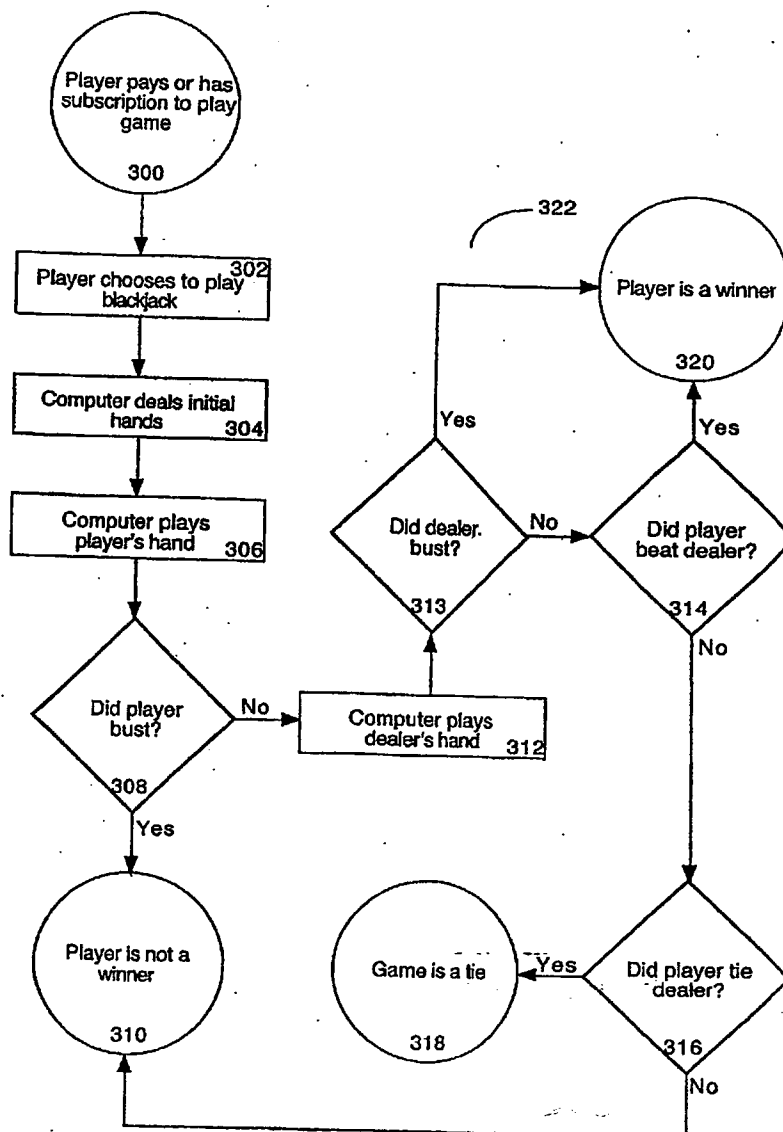 Player pays or has
subscription to play
game
300
302
Player chooses to play
blackjack
Computer deals initial
hands
304
Computer plays
player's hand
306
Did player
bust?
308
No
Yes
Player is not a
winner
310
Computer plays
dealer's hand
312
Did dealer.
bust?
313
Yes
No
322
Player is a winner
320
Yes
Did player
beat dealer?
314
No
Did player tie
dealer?
316
Yes
No
Game is a tie
318